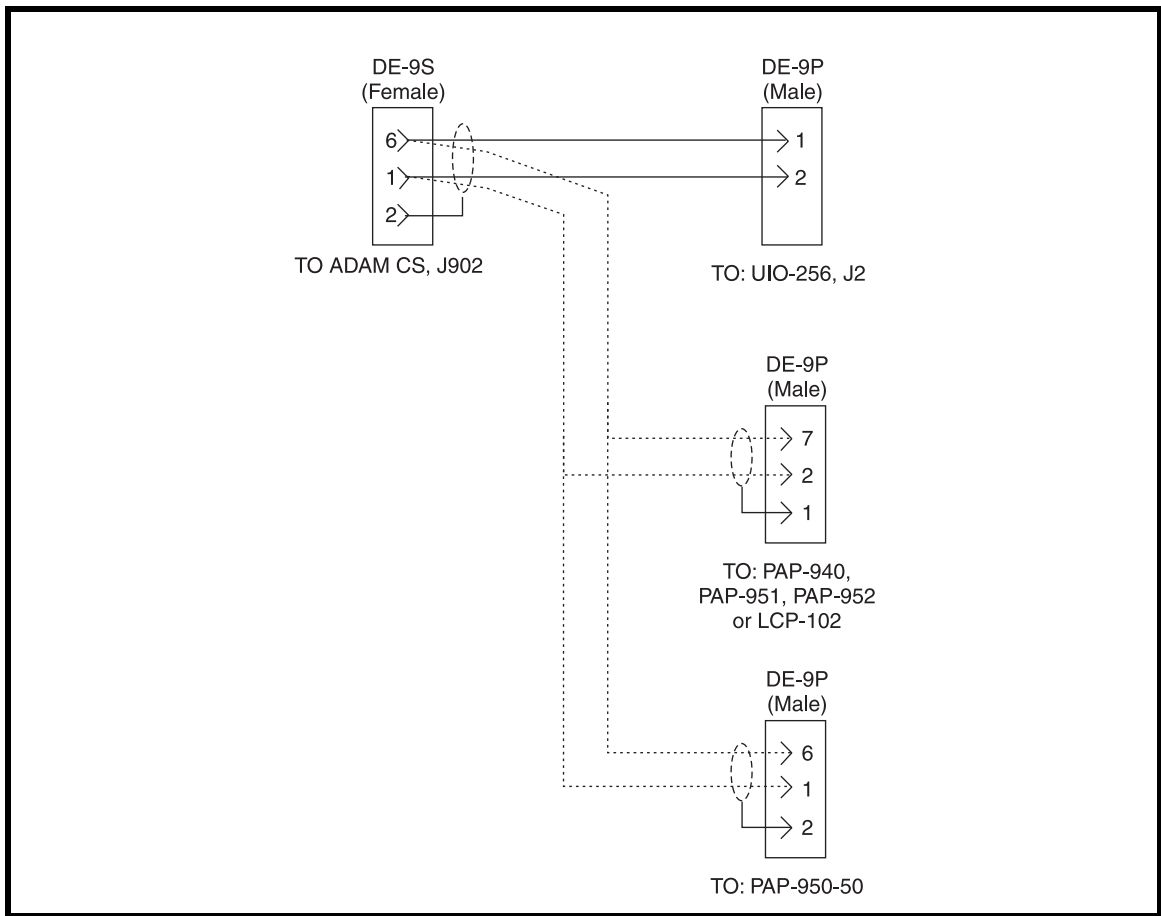 DE-9S
(Female)
6
1
2
TO ADAM CS, J902
DE-9P
(Male)
1
2
TO: UIO-256, J2
DE-9P
(Male)
7
2
1
TO: PAP-940,
PAP-951, PAP-952
or LCP-102
DE-9P
(Male)
6
1
2
TO: PAP-950-50